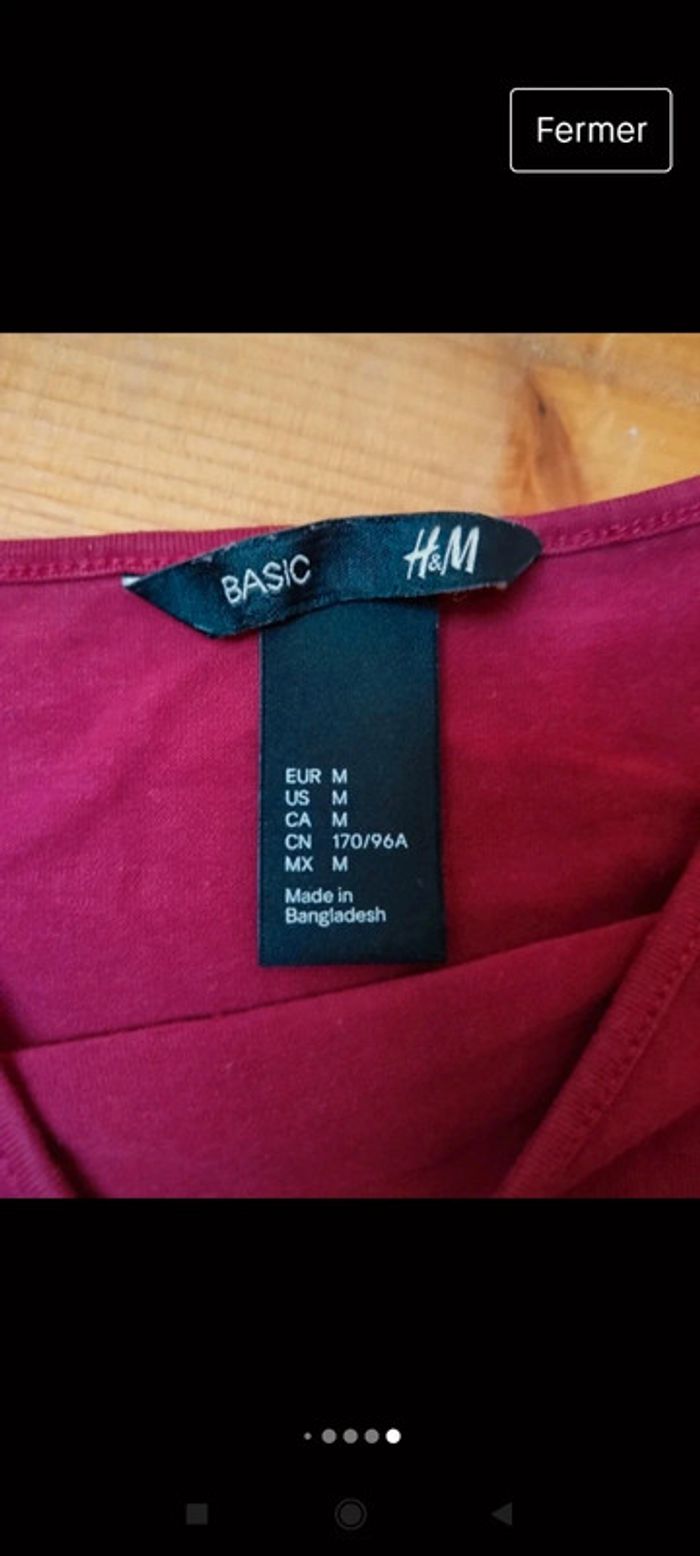 Fermer
BASIC H&M
EUR M
US M
CA M
CN 170/96A
MX M
Made in
Bangladesh